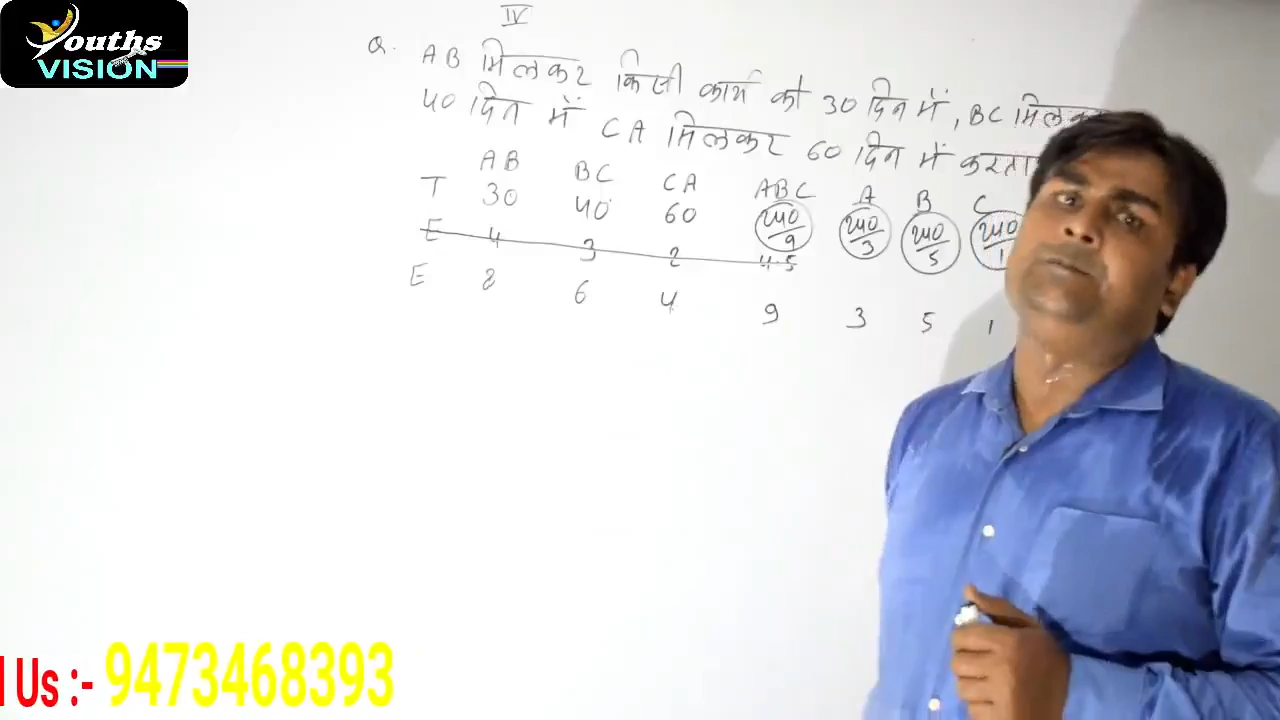 Youths
VISION
IV
Q. AB मिलकर किसी कार्य को 30 दिन में, BC मिलकर
40 दिन में CA मिलकर 60 दिन में करता
AB BC CA ABC A B C
T 30 40 60 240/9 240/3 240/5 240/1
E 4 3 2 4.5
E 8 6 4 9 3 5 1
Us :- 9473468393